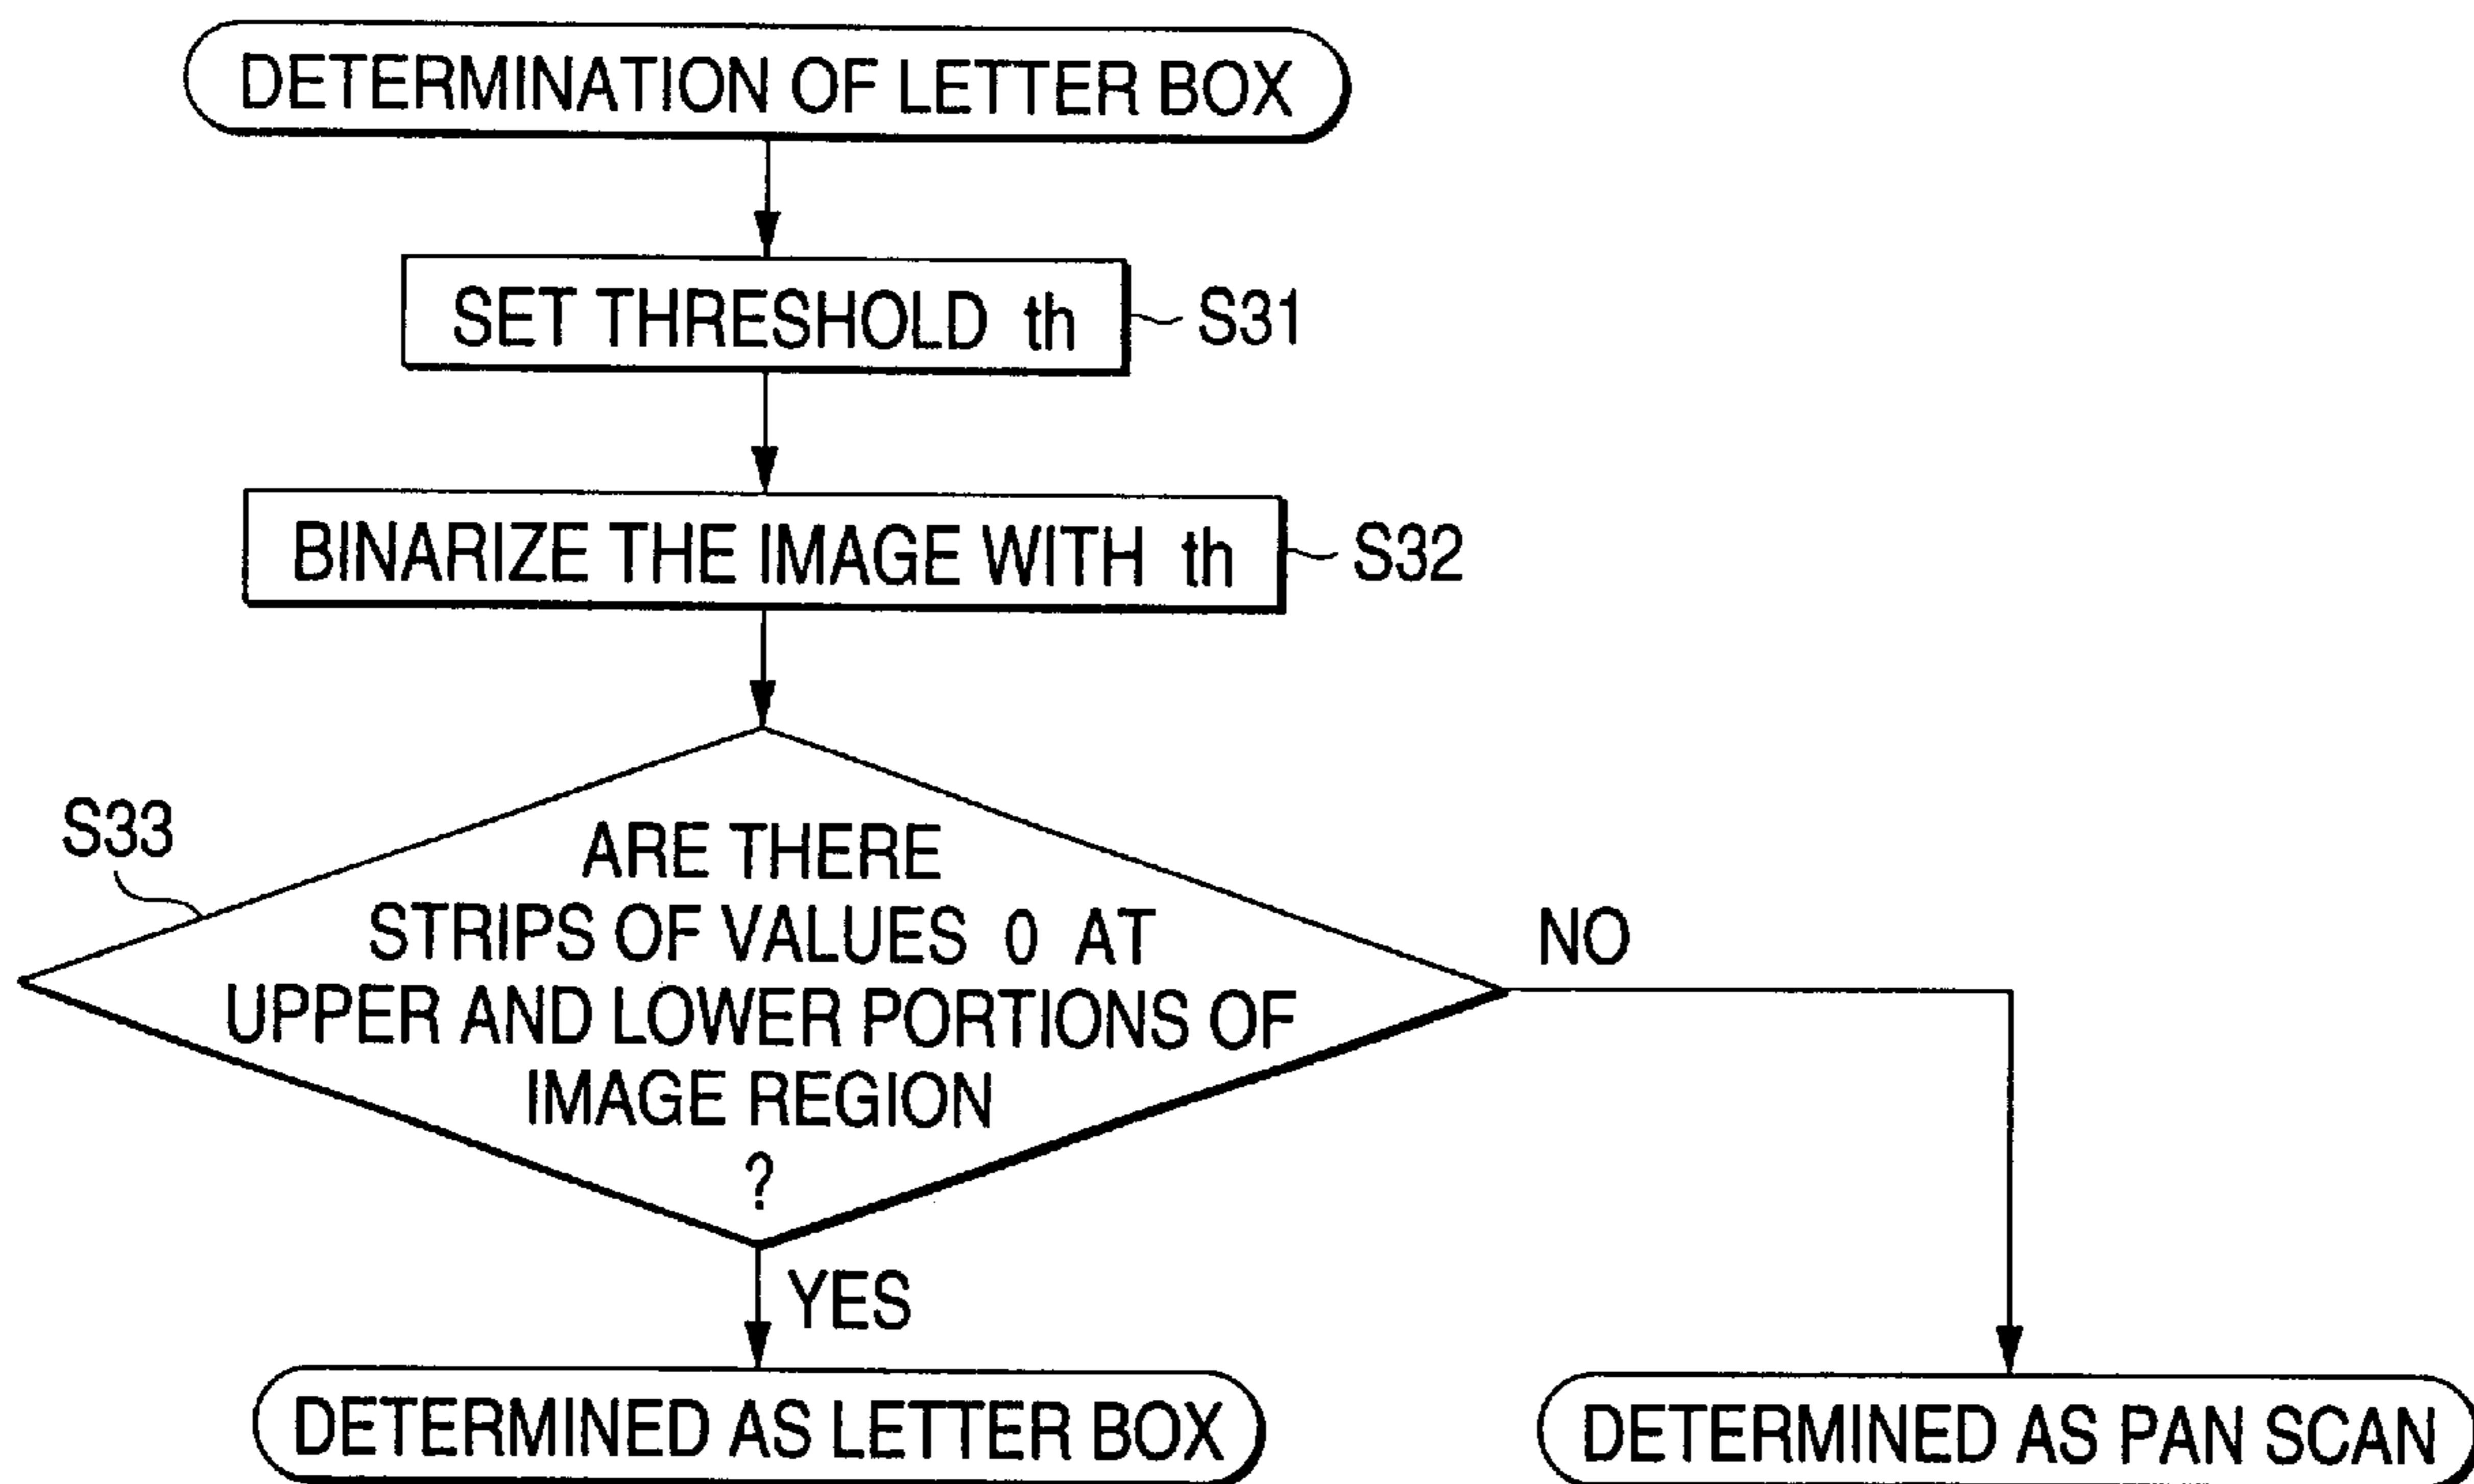 DETERMINATION OF LETTER BOX
SET THRESHOLD th
S31
BINARIZE THE IMAGE WITH th
S32
S33
ARE THERE
STRIPS OF VALUES 0 AT
UPPER AND LOWER PORTIONS OF
IMAGE REGION
?
NO
YES
DETERMINED AS LETTER BOX
DETERMINED AS PAN SCAN